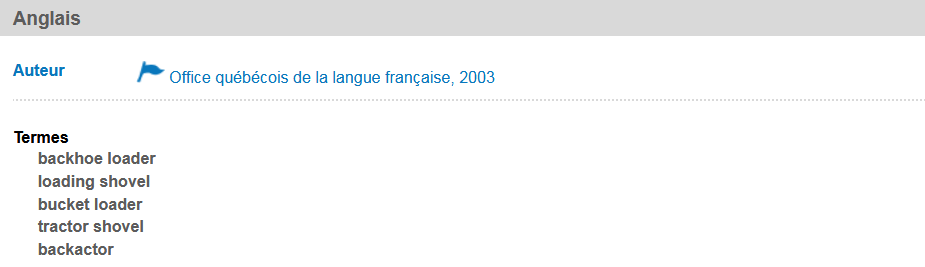 Anglais
Auteur Office québécois de la langue française, 2003
Termes
backhoe loader
loading shovel
bucket loader
tractor shovel
backactor